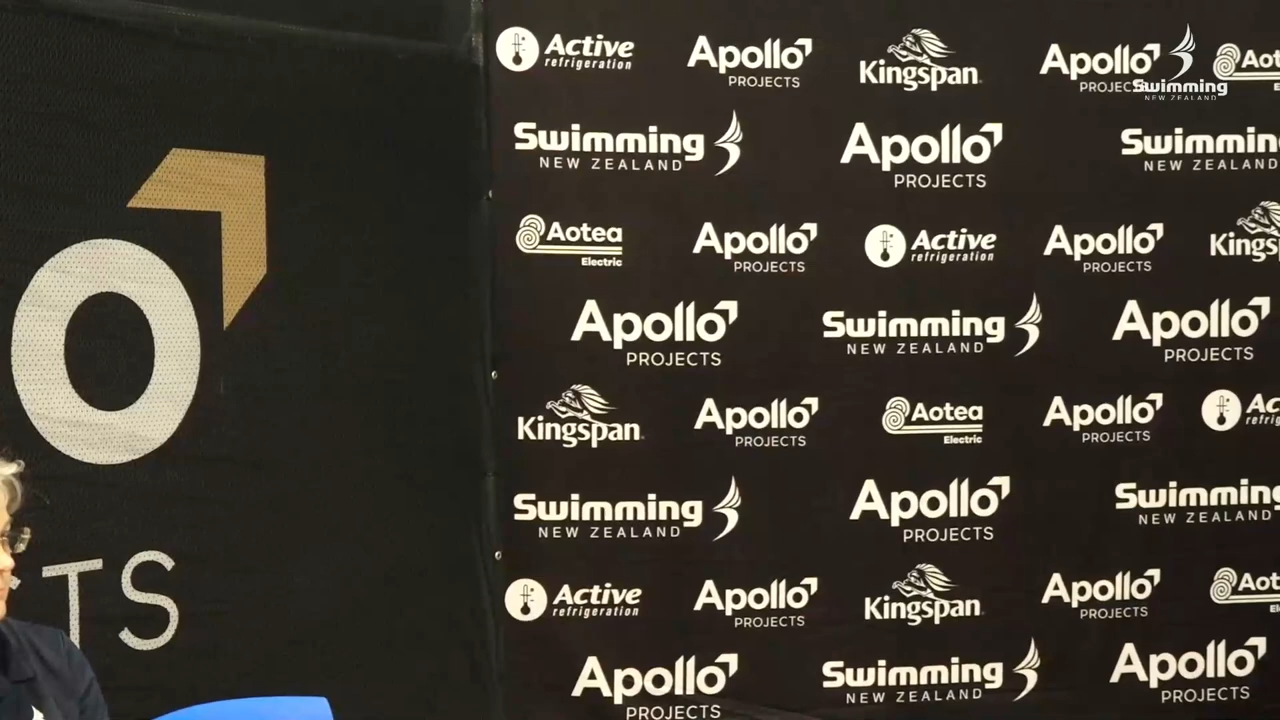 Active
refrigeration
Apollo
PROJECTS
Kingspan
Apollo
PROJECTS
Swimming
NEW ZEALAND
Swimming
NEW ZEALAND
Apollo
PROJECTS
Swimming
NEW ZEALAND
Aotea
Electric
Apollo
PROJECTS
Active
refrigeration
Apollo
PROJECTS
Apollo
PROJECTS
Swimming
NEW ZEALAND
Apollo
PROJECTS
Kingspan
Apollo
PROJECTS
Aotea
Electric
Apollo
PROJECTS
Swimming
NEW ZEALAND
Apollo
PROJECTS
Swimming
NEW ZEALAND
Active
refrigeration
Apollo
PROJECTS
Kingspan
Apollo
PROJECTS
Apollo
PROJECTS
Swimming
NEW ZEALAND
Apollo
PROJECTS